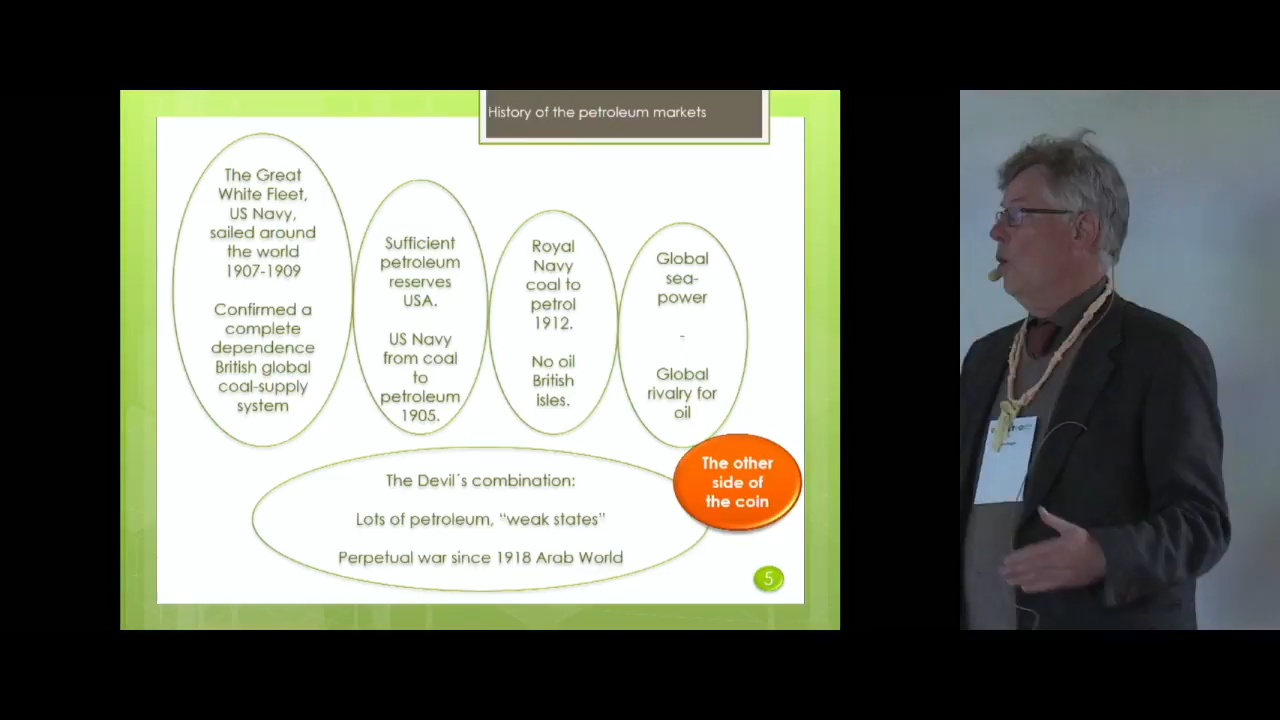 History of the petroleum markets
The Great
White Fleet,
US Navy,
sailed around
the world
1907-1909
Confirmed a
complete
dependence
British global
coal-supply
system
Sufficient
petroleum
reserves
USA.
US Navy
from coal
to
petroleum
1905.
Royal
Navy
coal to
petrol
1912.
No oil
British
isles.
Global
sea-
power
-
Global
rivalry for
oil
The other
side of
the coin
The Devil´s combination:
Lots of petroleum, “weak states”
Perpetual war since 1918 Arab World
5